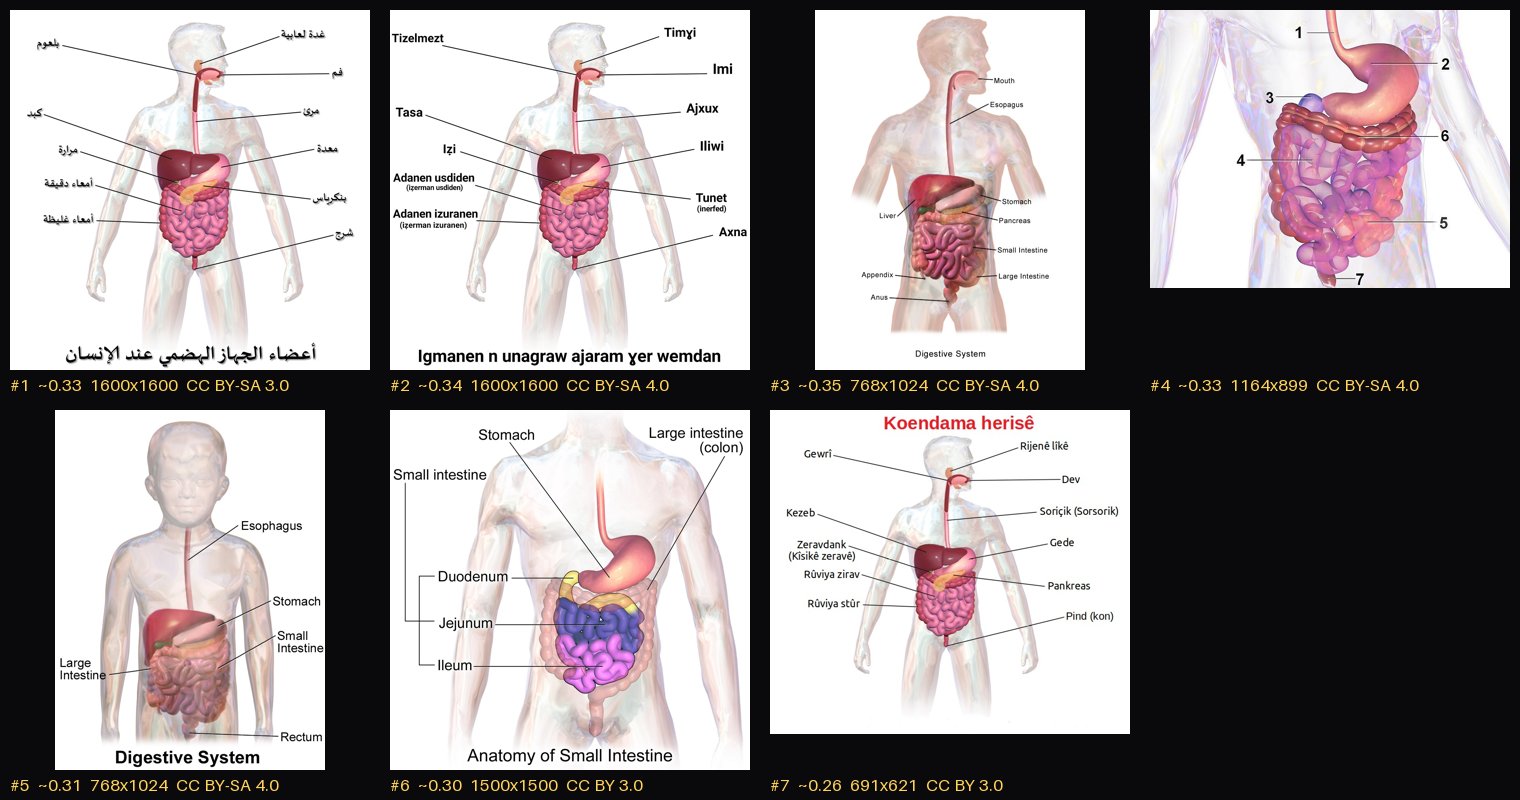 غدة لعابية
بلعوم
فم
مرئ
كبد
معدة
مرارة
أمعاء دقيقة
بنكرياس
أمعاء غليظة
شرج
أعضاء الجهاز الهضمي عند الإنسان
#1 ~0.33 1600x1600 CC BY-SA 3.0
Tizelmezt
Timɣi
Imi
Tasa
Ajxux
Iẓi
Iliwi
Adanen usdiden
(iẓerman usdiden)
Tunet
(inerfed)
Adanen izuranen
(iẓerman izuranen)
Axna
Igmanen n unagraw ajaram ɣer wemdan
#2 ~0.34 1600x1600 CC BY-SA 4.0
Mouth
Esopagus
Liver
Stomach
Pancreas
Small Intestine
Appendix
Large Intestine
Anus
Digestive System
#3 ~0.35 768x1024 CC BY-SA 4.0
1
2
3
6
4
5
7
#4 ~0.33 1164x899 CC BY-SA 4.0
Esophagus
Stomach
Small
Intestine
Large
Intestine
Rectum
Digestive System
#5 ~0.31 768x1024 CC BY-SA 4.0
Stomach
Large intestine
(colon)
Small intestine
Duodenum
Jejunum
Ileum
Anatomy of Small Intestine
#6 ~0.30 1500x1500 CC BY 3.0
Koendama herisê
Rijenê lîkê
Gewrî
Dev
Kezeb
Soriçik (Sorsorik)
Zeravdank
(Kîsikê zeravê)
Gede
Rûviya zirav
Pankreas
Rûviya stûr
Pind (kon)
#7 ~0.26 691x621 CC BY 3.0